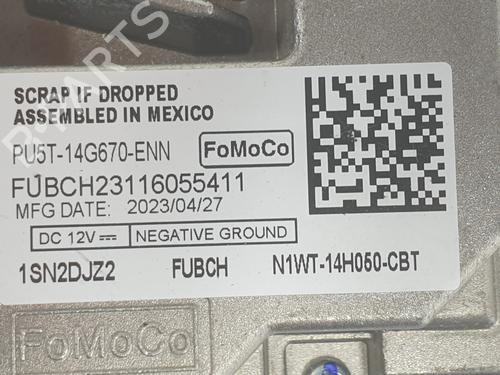 SCRAP IF DROPPED
ASSEMBLED IN MEXICO
PU5T-14G670-ENN FoMoCo
FUBCH23116055411
MFG DATE: 2023/04/27
DC 12V⎓ NEGATIVE GROUND
1SN2DJZ2 FUBCH N1WT-14H050-CBT
FoMoCo